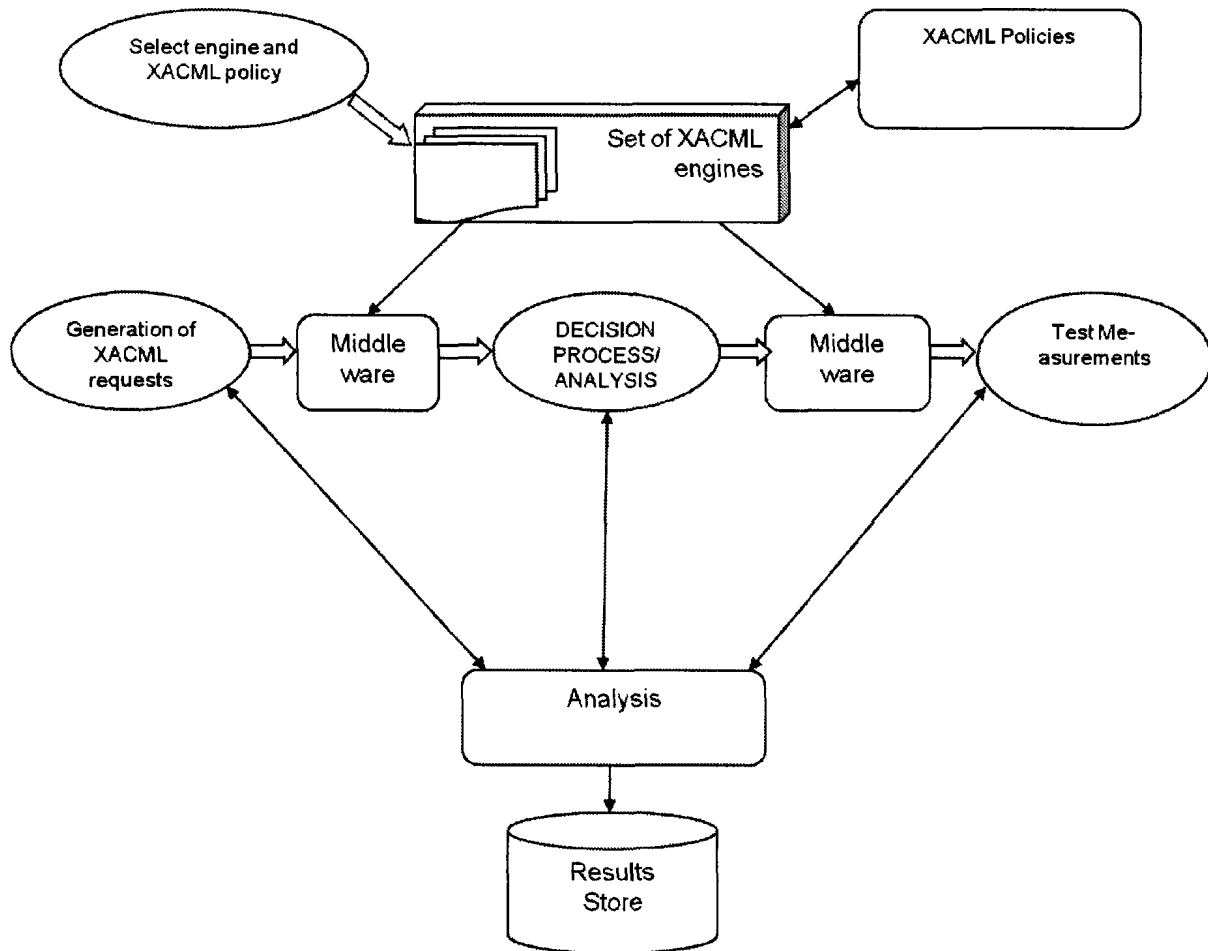 Select engine and
XACML policy
XACML Policies
Set of XACML
engines
Generation of
XACML
requests
Middle
ware
DECISION
PROCESS/
ANALYSIS
Middle
ware
Test Me-
asurements
Analysis
Results
Store